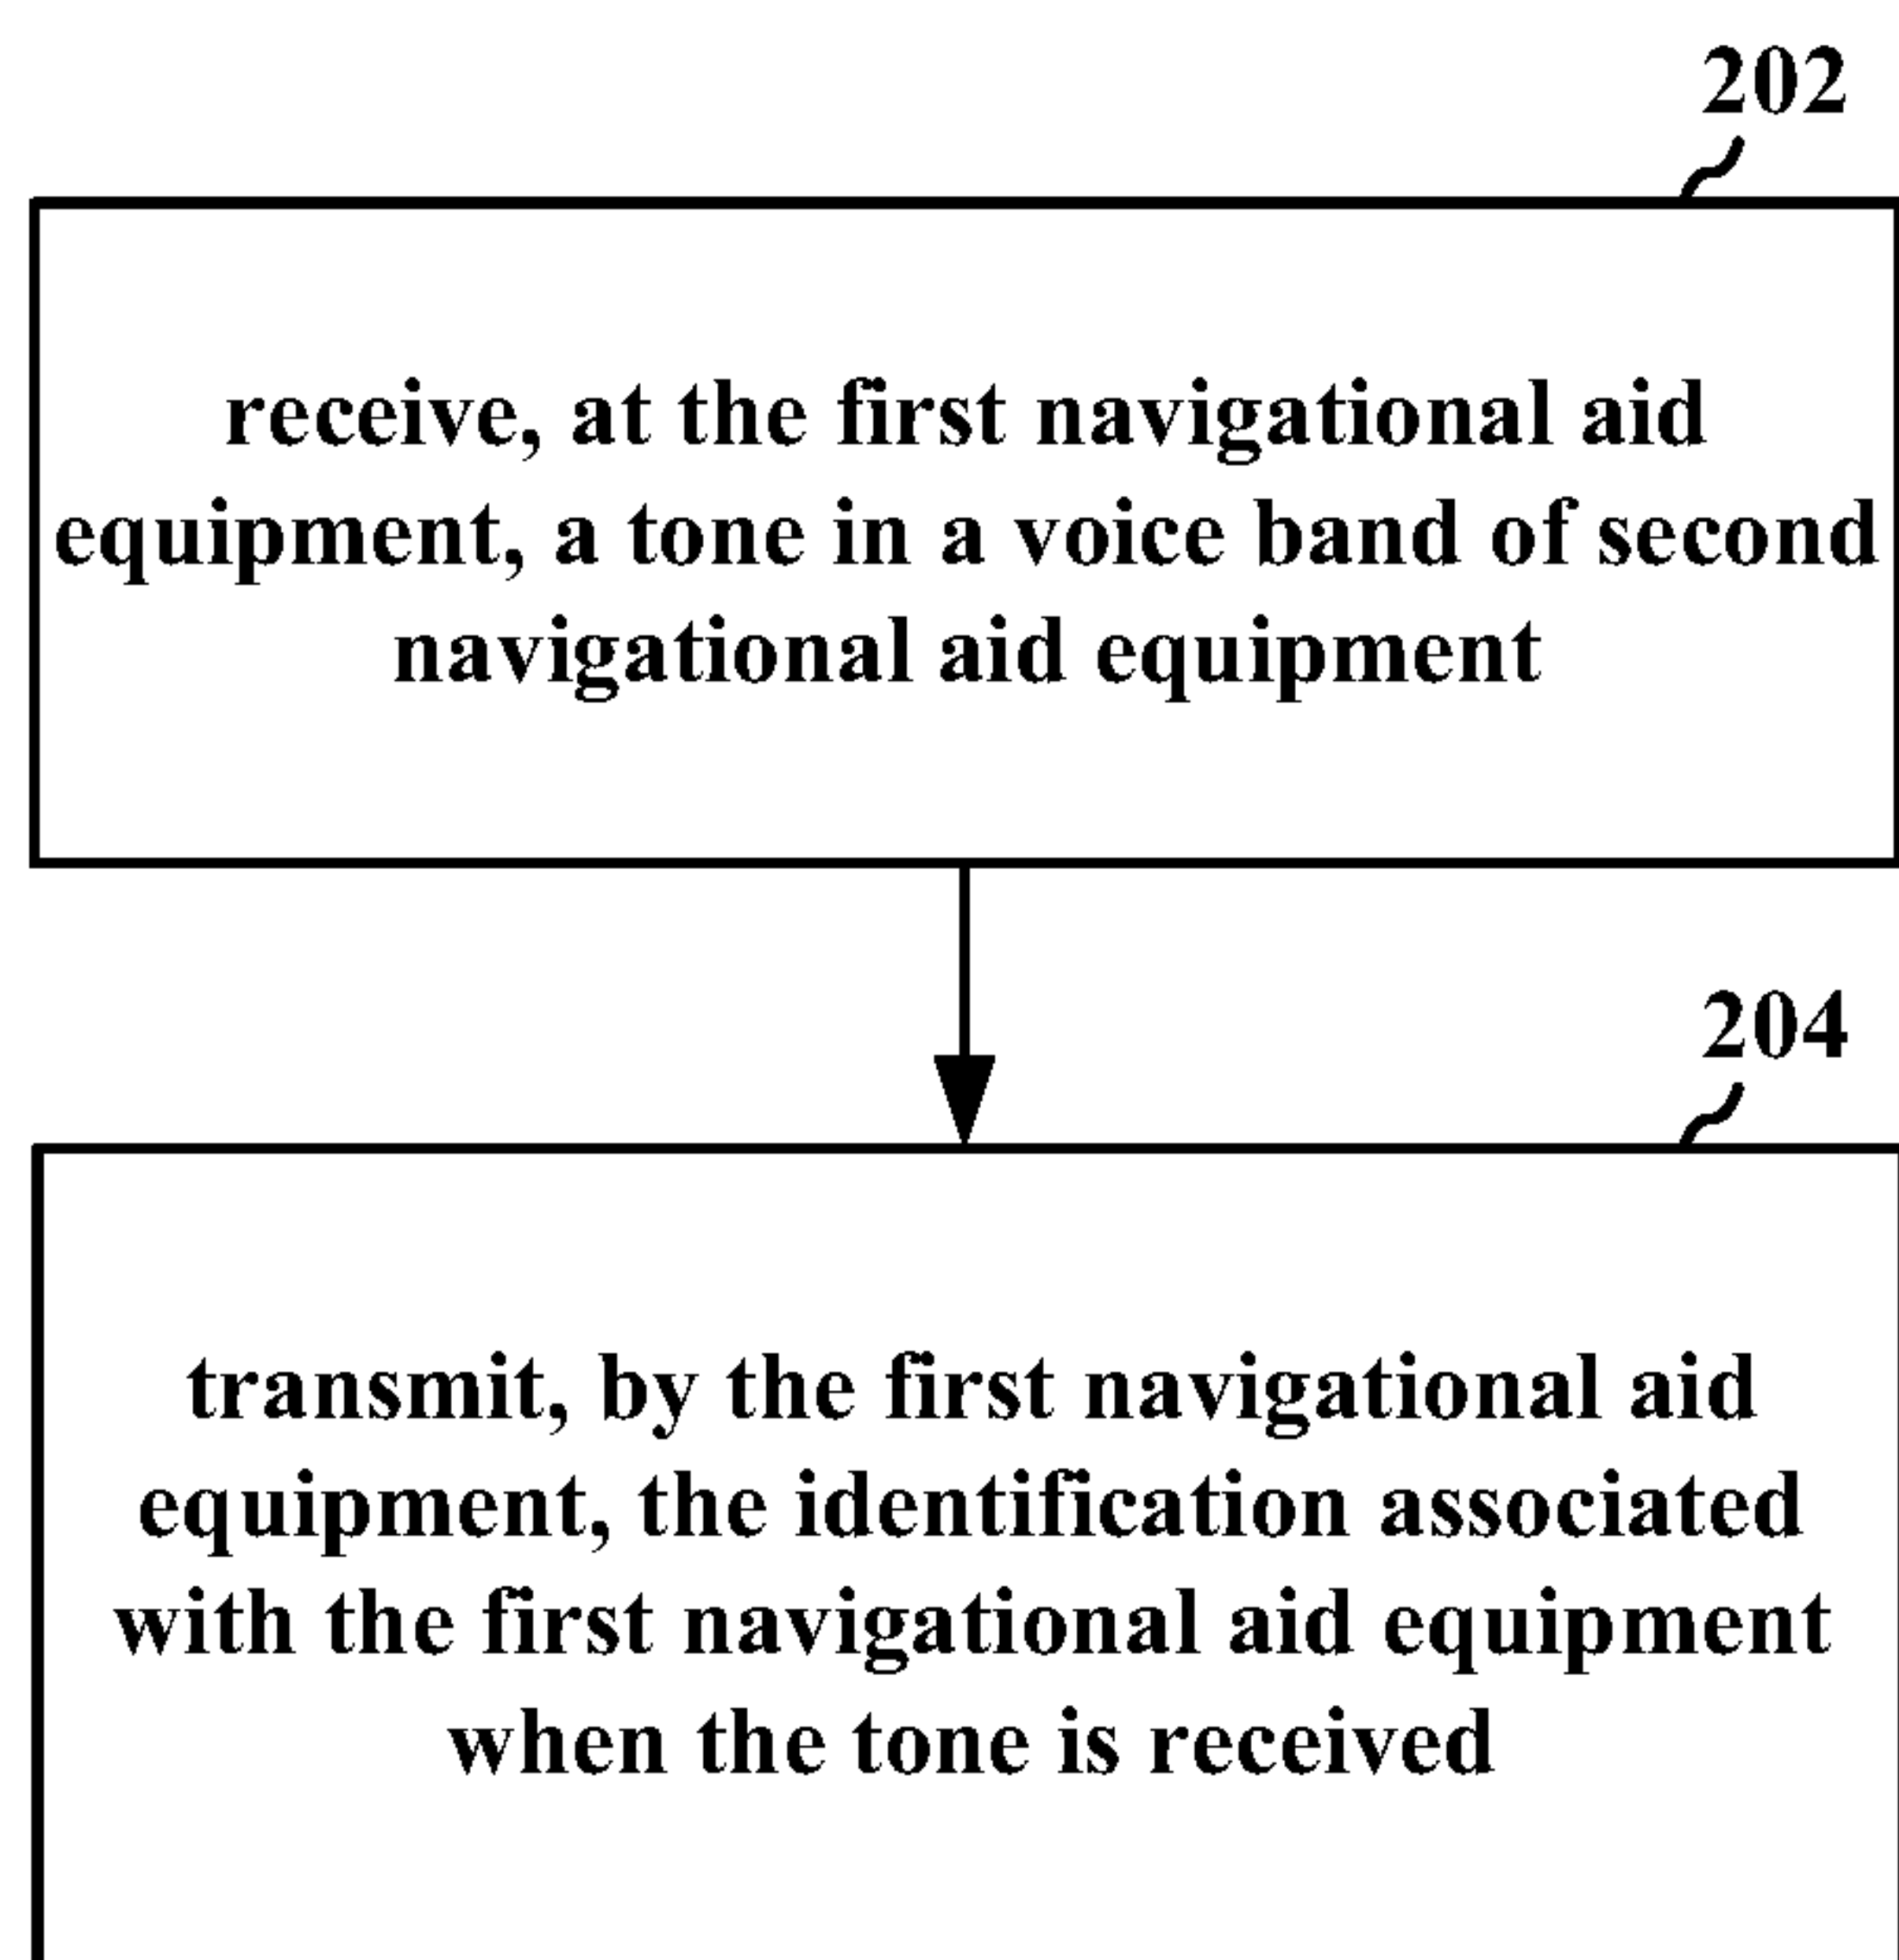 202
receive, at the first navigational aid
equipment, a tone in a voice band of second
navigational aid equipment
204
transmit, by the first navigational aid
equipment, the identification associated
with the first navigational aid equipment
when the tone is received